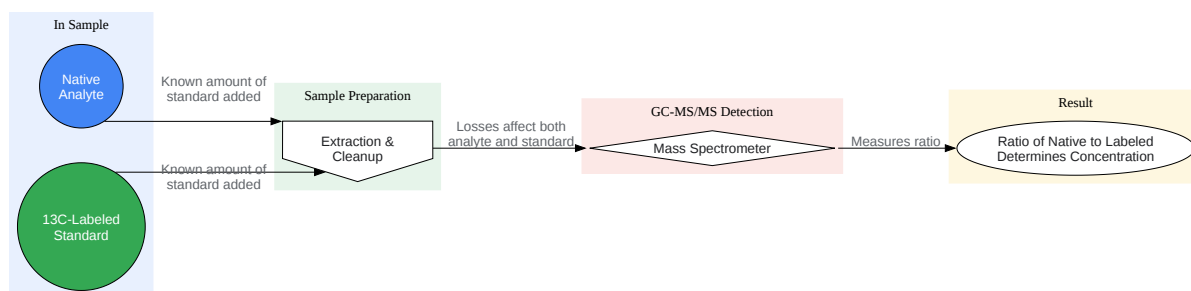 In Sample
Native
Analyte
Known amount of
standard added
13C-Labeled
Standard
Known amount of
standard added
Sample Preparation
Extraction &
Cleanup
Losses affect both
analyte and standard
GC-MS/MS Detection
Mass Spectrometer
Measures ratio
Result
Ratio of Native to Labeled
Determines Concentration